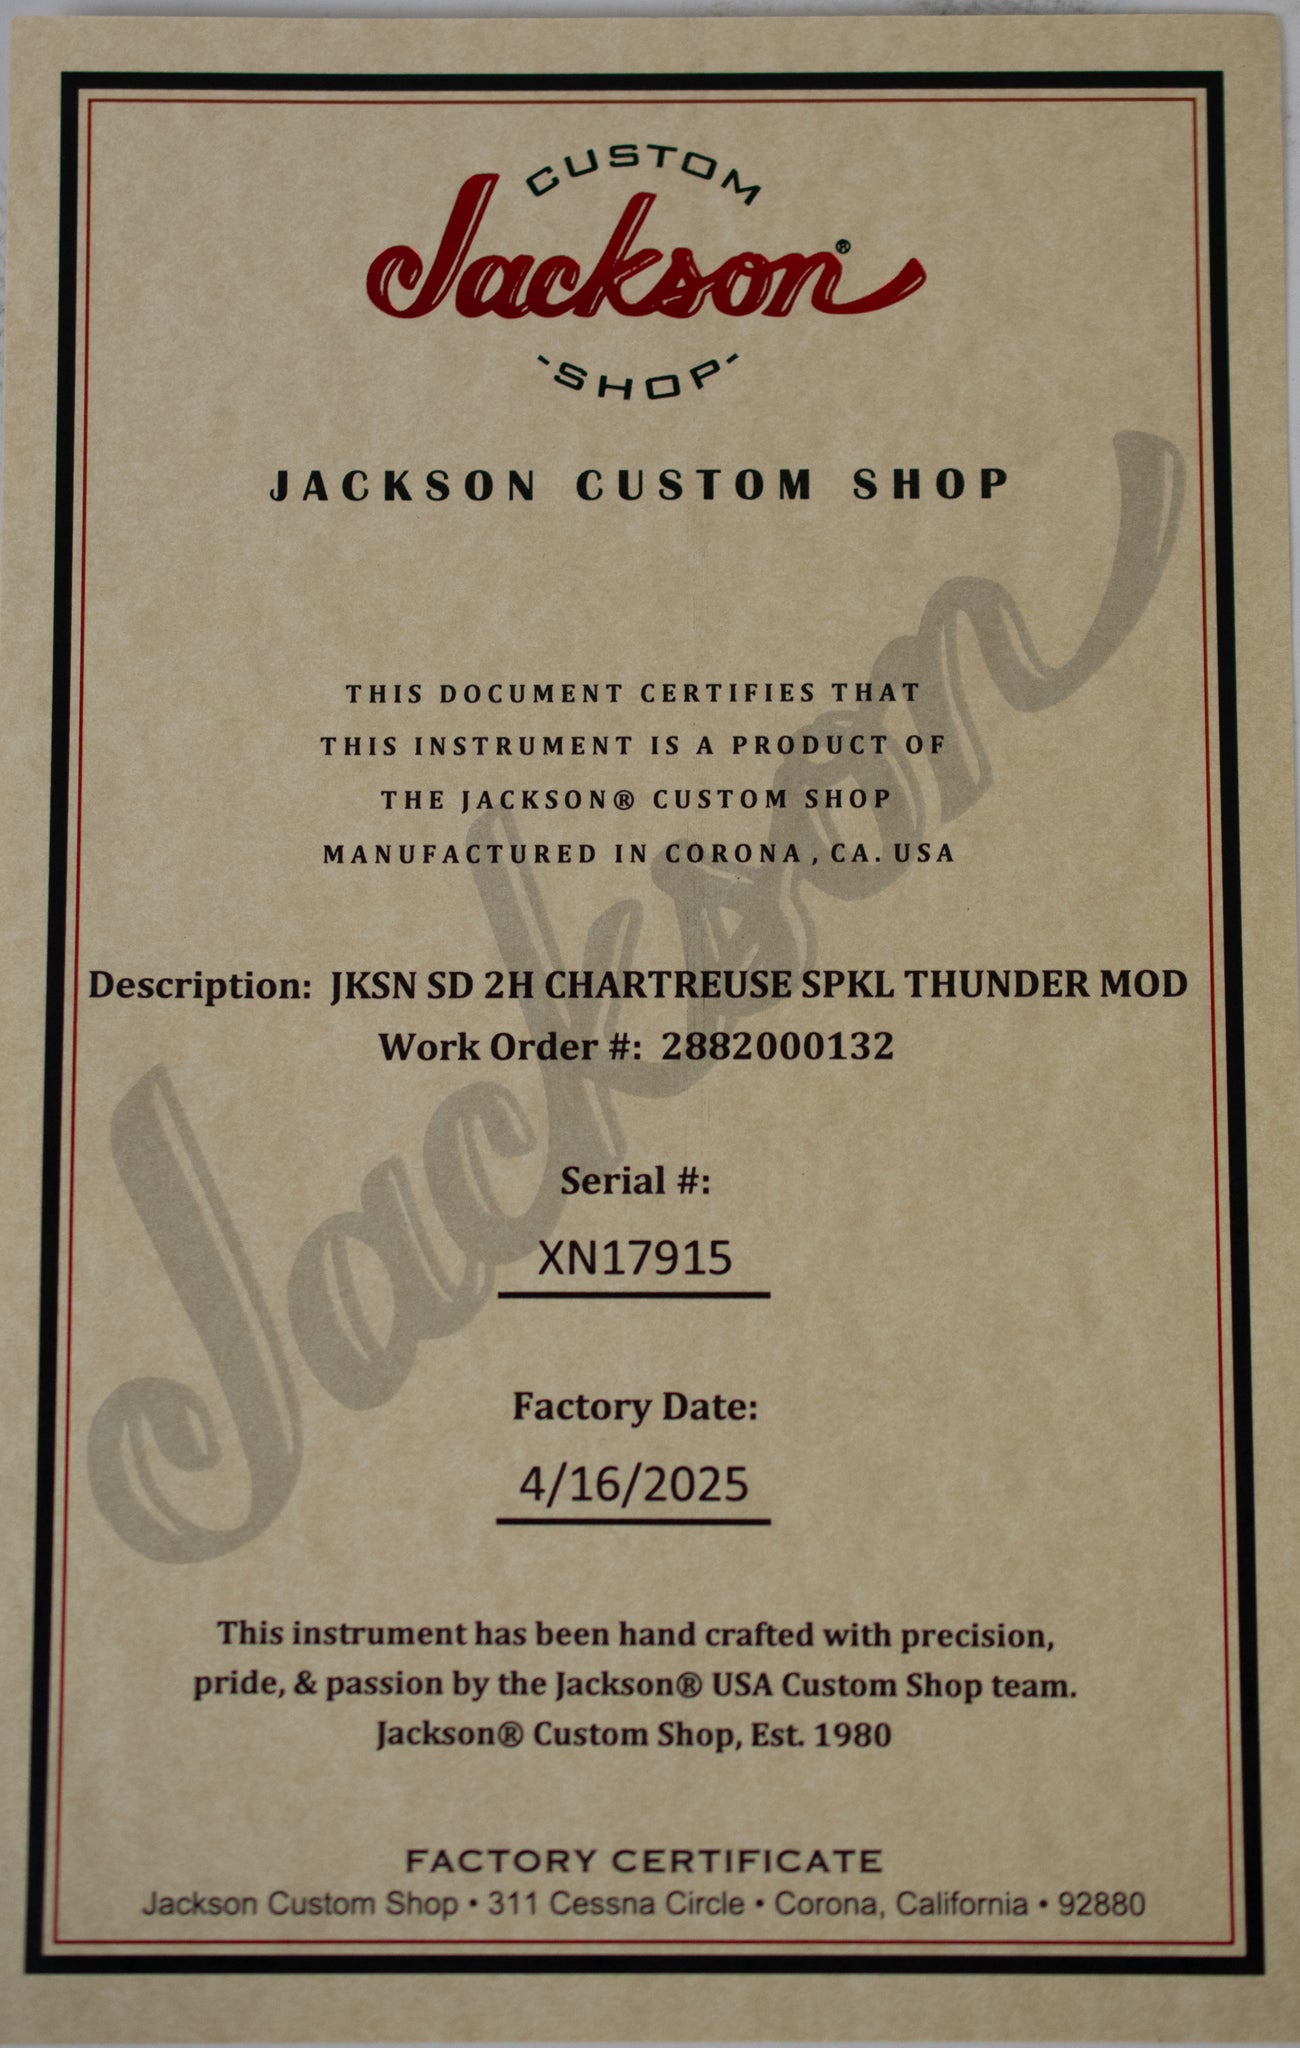 CUSTOM
Jackson®
-SHOP-
JACKSON CUSTOM SHOP
THIS DOCUMENT CERTIFIES THAT
THIS INSTRUMENT IS A PRODUCT OF
THE JACKSON® CUSTOM SHOP
MANUFACTURED IN CORONA, CA. USA
Description: JKSN SD 2H CHARTREUSE SPKL THUNDER MOD
Work Order #: 2882000132
Jackson
Serial #:
XN17915
Factory Date:
4/16/2025
This instrument has been hand crafted with precision,
pride, & passion by the Jackson® USA Custom Shop team.
Jackson® Custom Shop, Est. 1980
FACTORY CERTIFICATE
Jackson Custom Shop • 311 Cessna Circle • Corona, California • 92880